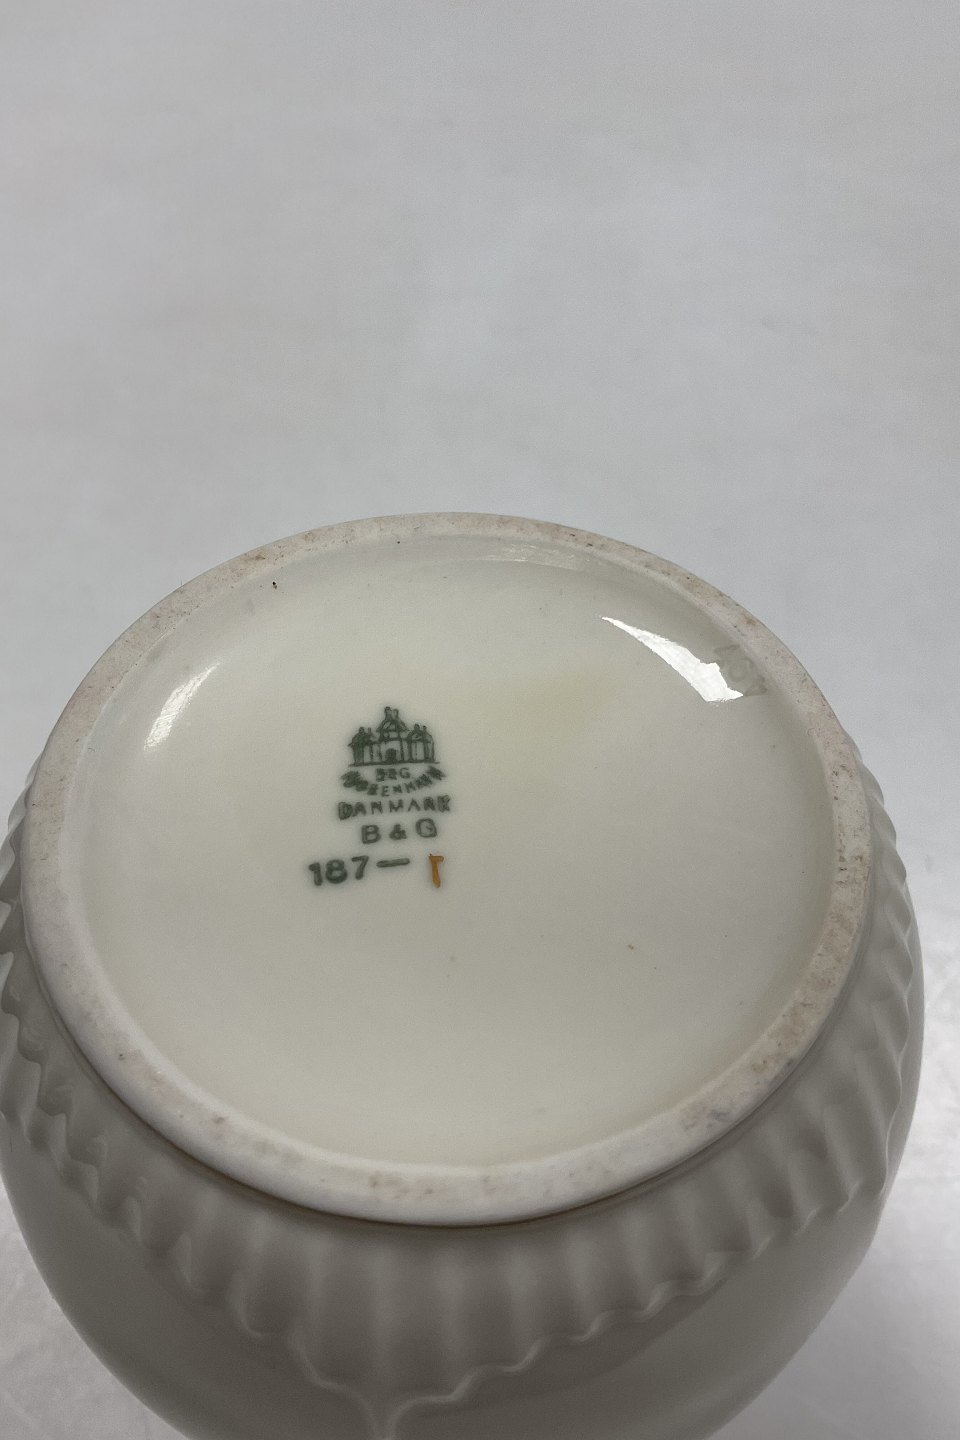 B&G
KØBENHAVN
DANMARK
B & G
187—